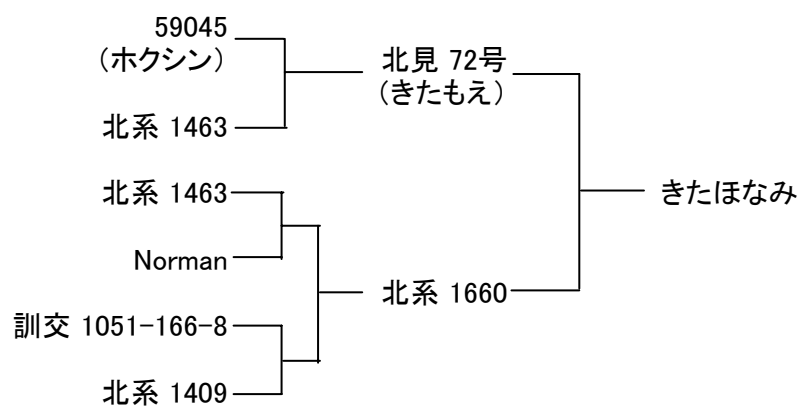 59045
(ホクシン)
北系 1463
北見 72号
(きたもえ)
北系 1463
Norman
訓交 1051-166-8
北系 1409
北系 1660
きたほなみ